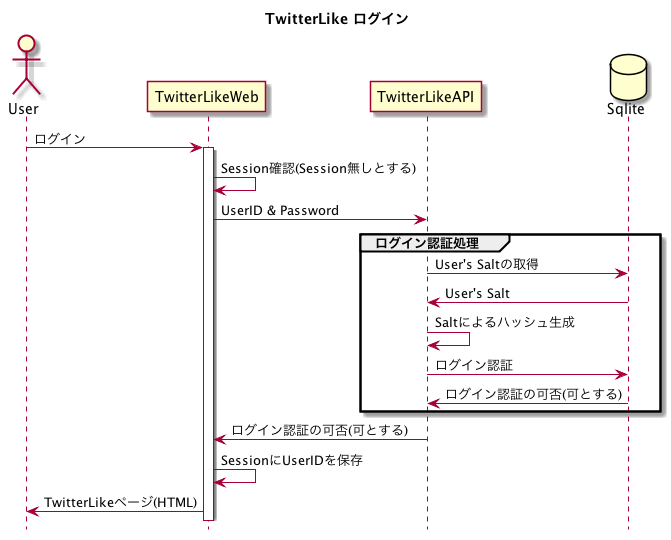 TwitterLike ログイン
User
TwitterLikeWeb
TwitterLikeAPI
Sqlite
ログイン
Session確認(Session無しとする)
UserID & Password
ログイン認証処理
User's Saltの取得
User's Salt
Saltによるハッシュ生成
ログイン認証
ログイン認証の可否(可とする)
ログイン認証の可否(可とする)
SessionにUserIDを保存
TwitterLikeページ(HTML)